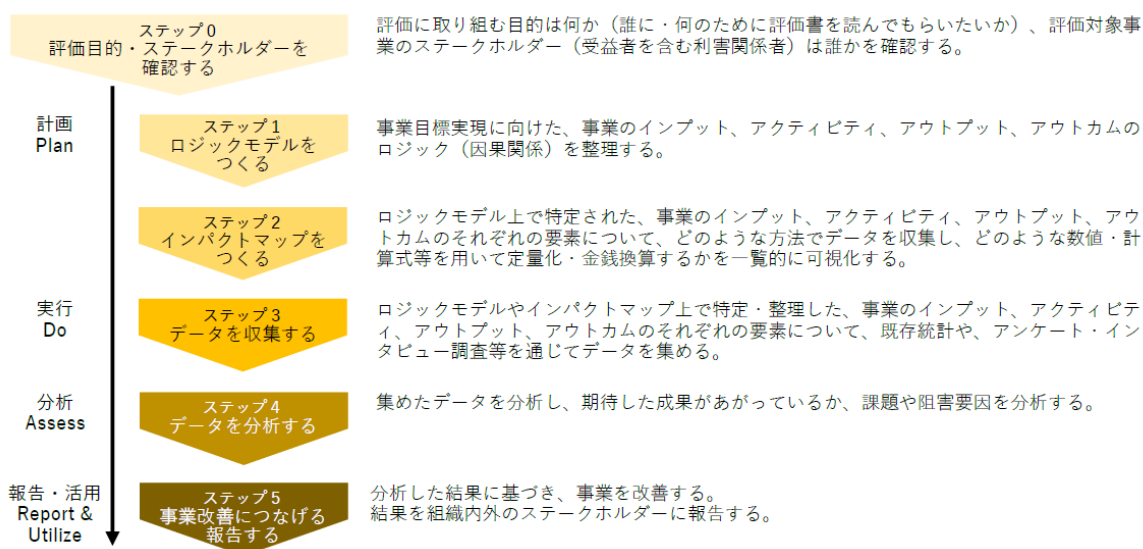 ステップ0
評価目的・ステークホルダーを
確認する
評価に取り組む目的は何か（誰に・何のために評価書を読んでもらいたいか）、評価対象事
業のステークホルダー（受益者を含む利害関係者）は誰かを確認する。
計画
Plan
ステップ1
ロジックモデルを
つくる
事業目標実現に向けた、事業のインプット、アクティビティ、アウトプット、アウトカムの
ロジック（因果関係）を整理する。
ステップ2
インパクトマップを
つくる
ロジックモデル上で特定された、事業のインプット、アクティビティ、アウトプット、アウ
トカムのそれぞれの要素について、どのような方法でデータを収集し、どのような数値・計
算式等を用いて定量化・金銭換算するかを一覧的に可視化する。
実行
Do
ステップ3
データを収集する
ロジックモデルやインパクトマップ上で特定・整理した、事業のインプット、アクティビテ
ィ、アウトプット、アウトカムのそれぞれの要素について、既存統計や、アンケート・イン
タビュー調査等を通じてデータを集める。
分析
Assess
ステップ4
データを分析する
集めたデータを分析し、期待した成果があがっているか、課題や阻害要因を分析する。
報告・活用
Report &
Utilize
ステップ5
事業改善につなげる
報告する
分析した結果に基づき、事業を改善する。
結果を組織内外のステークホルダーに報告する。